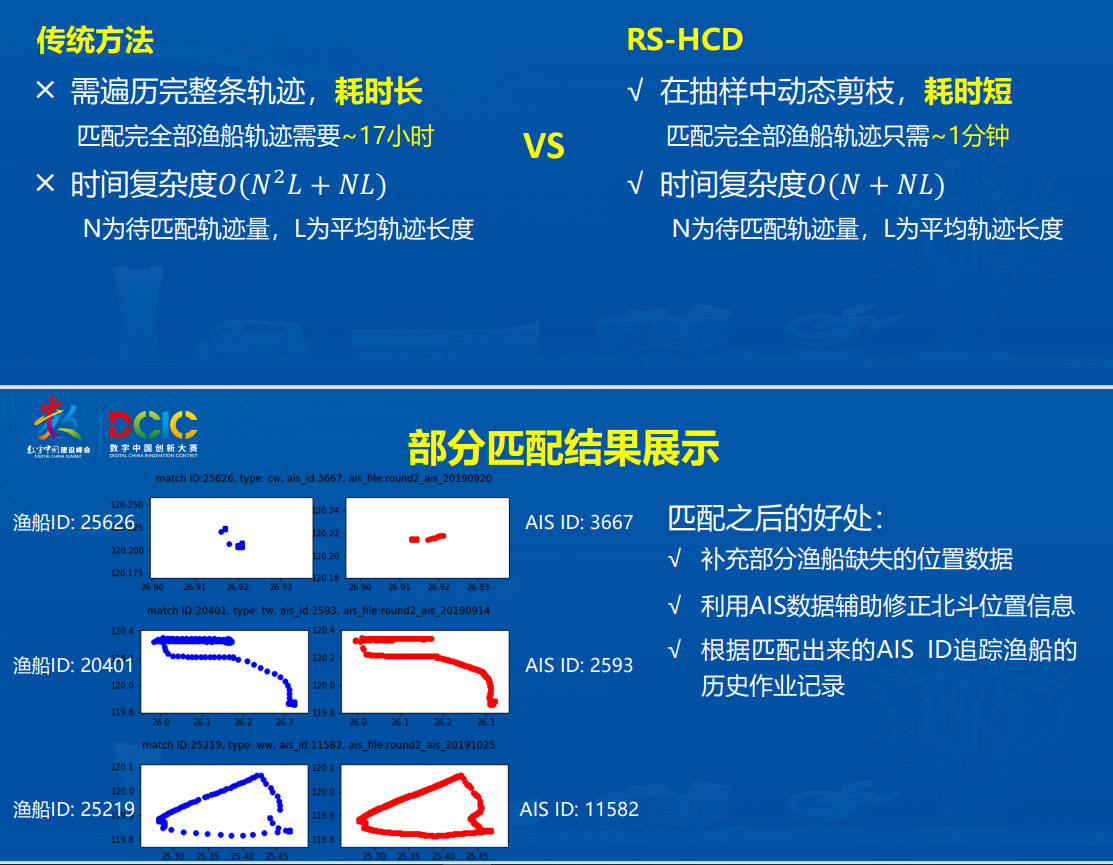 传统方法
× 需遍历完整条轨迹，耗时长
匹配完全部渔船轨迹需要~17小时
× 时间复杂度O(N²L + NL)
N为待匹配轨迹量，L为平均轨迹长度
VS
RS-HCD
√ 在抽样中动态剪枝，耗时短
匹配完全部渔船轨迹只需~1分钟
√ 时间复杂度O(N + NL)
N为待匹配轨迹量，L为平均轨迹长度
数字中国建设峰会
DIGITAL CHINA SUMMIT
DCIC
数字中国创新大赛
DIGITAL CHINA INNOVATION CONTEST
部分匹配结果展示
match ID:25626, type: cw, ais_id:3667, ais_file:round2_ais_20190920
渔船ID: 25626
120.250
120.200
120.175
26.90 26.91 26.92 26.93
120.24
120.22
120.20
120.18
26.90 26.91 26.92 26.93
AIS ID: 3667
match ID:20401, type: tw, ais_id:2593, ais_file:round2_ais_20190914
渔船ID: 20401
120.4
120.0
119.8
26.0 26.1 26.2 26.3
120.4
120.2
120.0
119.8
26.0 26.1 26.2 26.3
AIS ID: 2593
match ID:25219, type: ww, ais_id:11582, ais_file:round2_ais_20191025
渔船ID: 25219
120.1
120.0
119.8
25.30 25.35 25.40 25.45
120.1
120.0
119.9
119.8
25.30 25.35 25.40 25.45
AIS ID: 11582
匹配之后的好处：
√ 补充部分渔船缺失的位置数据
√ 利用AIS数据辅助修正北斗位置信息
√ 根据匹配出来的AIS ID追踪渔船的
历史作业记录